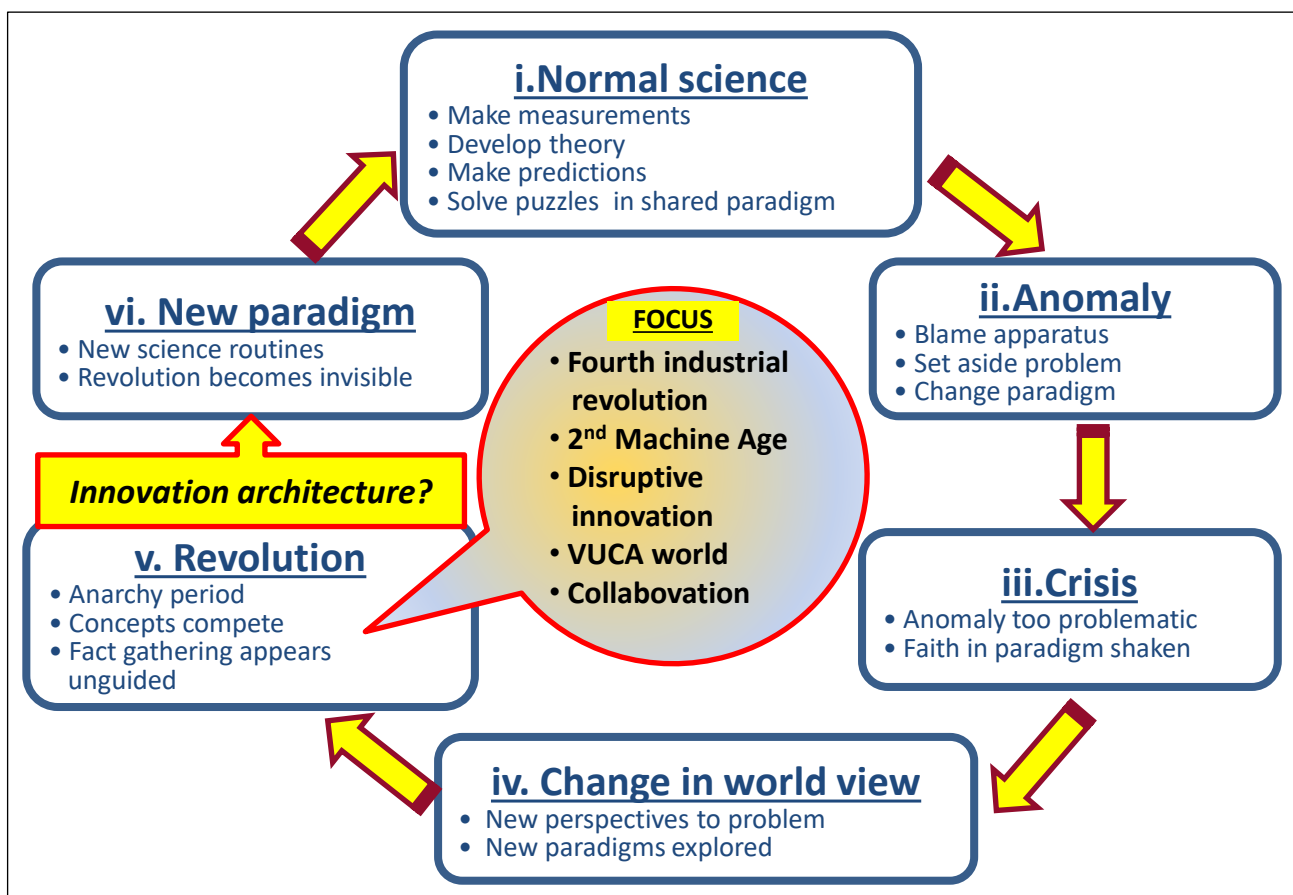 i.Normal science
• Make measurements
• Develop theory
• Make predictions
• Solve puzzles in shared paradigm
ii.Anomaly
• Blame apparatus
• Set aside problem
• Change paradigm
iii.Crisis
• Anomaly too problematic
• Faith in paradigm shaken
iv. Change in world view
• New perspectives to problem
• New paradigms explored
v. Revolution
• Anarchy period
• Concepts compete
• Fact gathering appears
unguided
Innovation architecture?
vi. New paradigm
• New science routines
• Revolution becomes invisible
FOCUS
• Fourth industrial
revolution
• 2nd Machine Age
• Disruptive
innovation
• VUCA world
• Collabovation